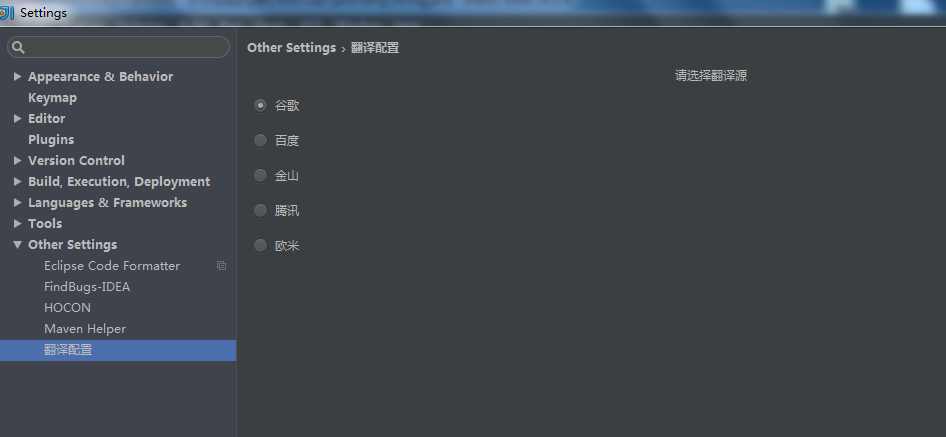 Settings
Other Settings › 翻译配置
请选择翻译源
Appearance & Behavior
Keymap
Editor
Plugins
Version Control
Build, Execution, Deployment
Languages & Frameworks
Tools
Other Settings
Eclipse Code Formatter
FindBugs-IDEA
HOCON
Maven Helper
翻译配置
谷歌
百度
金山
腾讯
欧米